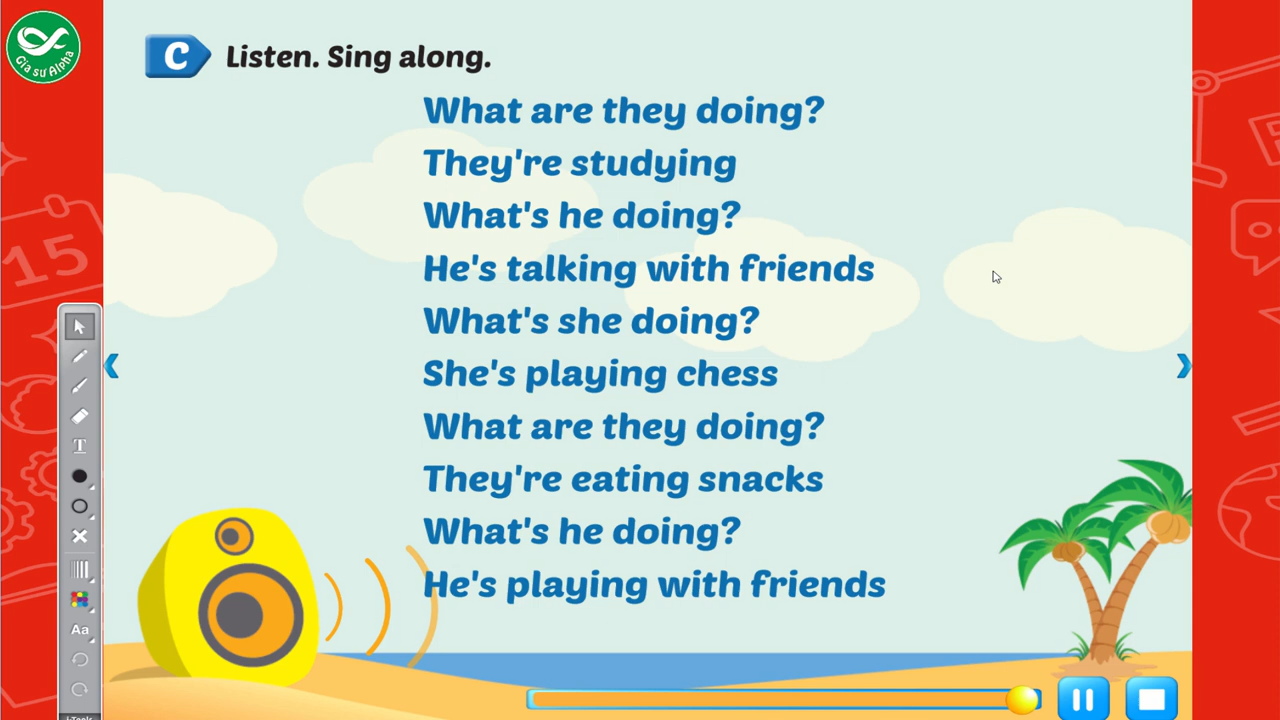 Gia sư Alpha
C Listen. Sing along.
What are they doing?
They're studying
What's he doing?
He's talking with friends
What's she doing?
She's playing chess
What are they doing?
They're eating snacks
What's he doing?
He's playing with friends
15
T
Aa
i-Tools